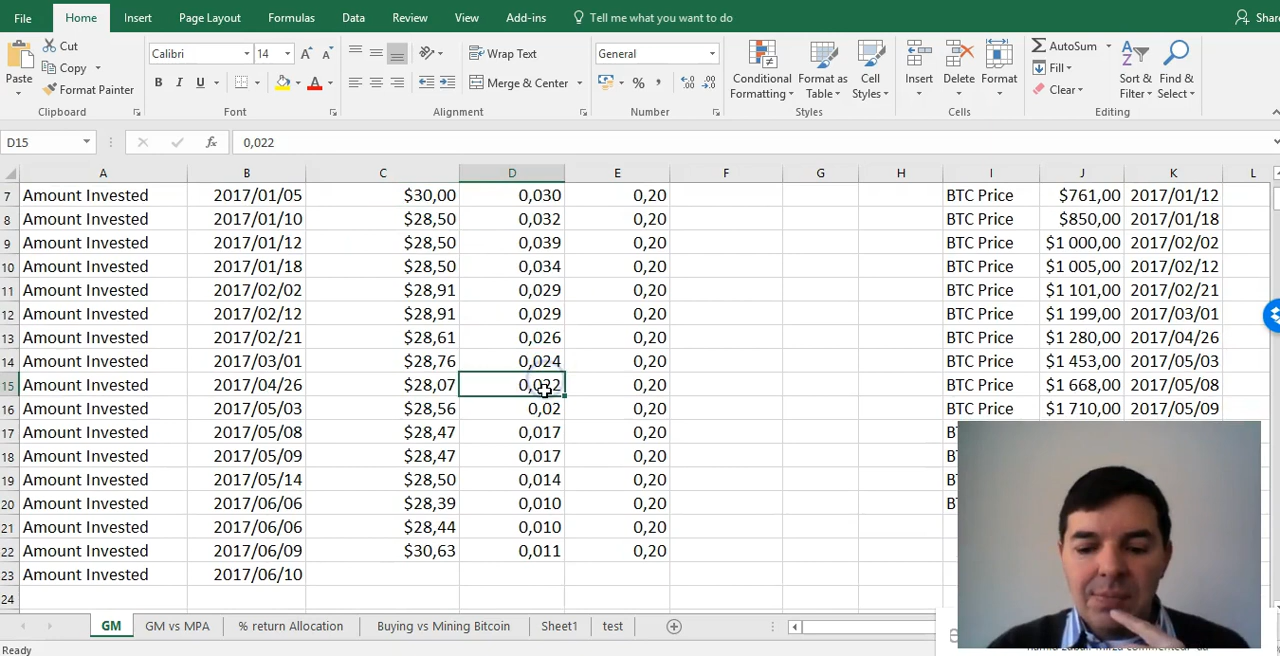 File Home Insert Page Layout Formulas Data Review View Add-ins Tell me what you want to do Share
Paste Cut Calibri 14 Wrap Text General Conditional Formatting Format as Table Cell Styles Insert Delete Format AutoSum Sort & Filter Find & Select
Copy Fill
Format Painter B I U Merge & Center % Clear
Clipboard Font Alignment Number Styles Cells Editing
D15 fx 0,022
A B C D E F G H I J K L
7 Amount Invested 2017/01/05 $30,00 0,030 0,20 BTC Price $761,00 2017/01/12
8 Amount Invested 2017/01/10 $28,50 0,032 0,20 BTC Price $850,00 2017/01/18
9 Amount Invested 2017/01/12 $28,50 0,039 0,20 BTC Price $1 000,00 2017/02/02
10 Amount Invested 2017/01/18 $28,50 0,034 0,20 BTC Price $1 005,00 2017/02/12
11 Amount Invested 2017/02/02 $28,91 0,029 0,20 BTC Price $1 101,00 2017/02/21
12 Amount Invested 2017/02/12 $28,91 0,029 0,20 BTC Price $1 199,00 2017/03/01
13 Amount Invested 2017/02/21 $28,61 0,026 0,20 BTC Price $1 280,00 2017/04/26
14 Amount Invested 2017/03/01 $28,76 0,024 0,20 BTC Price $1 453,00 2017/05/03
15 Amount Invested 2017/04/26 $28,07 0,022 0,20 BTC Price $1 668,00 2017/05/08
16 Amount Invested 2017/05/03 $28,56 0,02 0,20 BTC Price $1 710,00 2017/05/09
17 Amount Invested 2017/05/08 $28,47 0,017 0,20
18 Amount Invested 2017/05/09 $28,47 0,017 0,20
19 Amount Invested 2017/05/14 $28,50 0,014 0,20
20 Amount Invested 2017/06/06 $28,39 0,010 0,20
21 Amount Invested 2017/06/06 $28,44 0,010 0,20
22 Amount Invested 2017/06/09 $30,63 0,011 0,20
23 Amount Invested 2017/06/10
24
GM GM vs MPA % return Allocation Buying vs Mining Bitcoin Sheet1 test
Ready